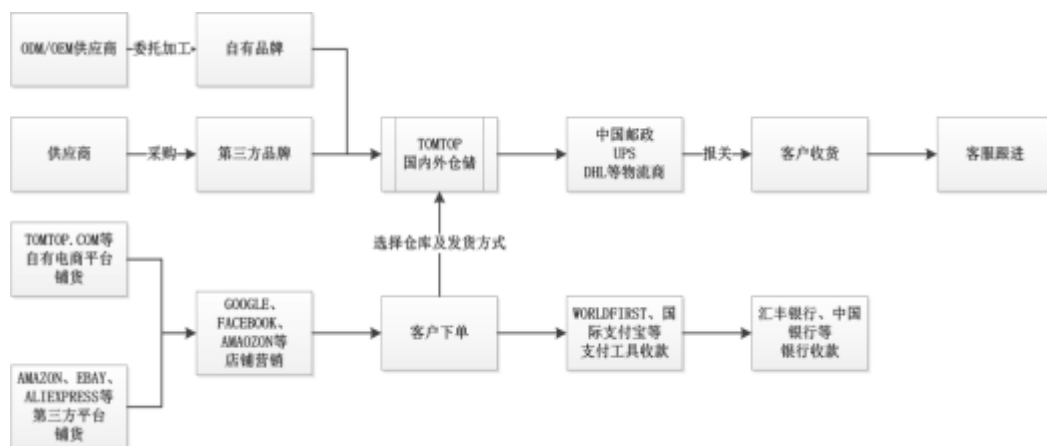 ODM/OEM供应商
委托加工
自有品牌
供应商
采购
第三方品牌
TOMTOP
国内外仓储
中国邮政
UPS
DHL等物流商
报关
客户收货
客服跟进
TOMTOP.COM等
自有电商平台
铺货
选择仓库及发货方式
GOOGLE、
FACEBOOK、
AMAOZON等
店铺营销
客户下单
WORLDFIRST、国
际支付宝等
支付工具收款
汇丰银行、中国
银行等
银行收款
AMAZON、EBAY、
ALIEXPRESS等
第三方平台
铺货